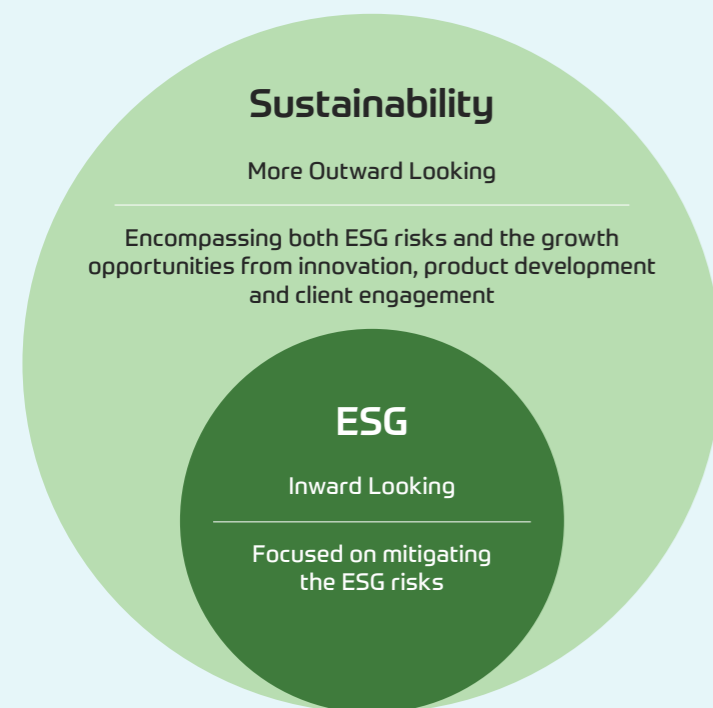 Sustainability
More Outward Looking
Encompassing both ESG risks and the growth
opportunities from innovation, product development
and client engagement
ESG
Inward Looking
Focused on mitigating
the ESG risks